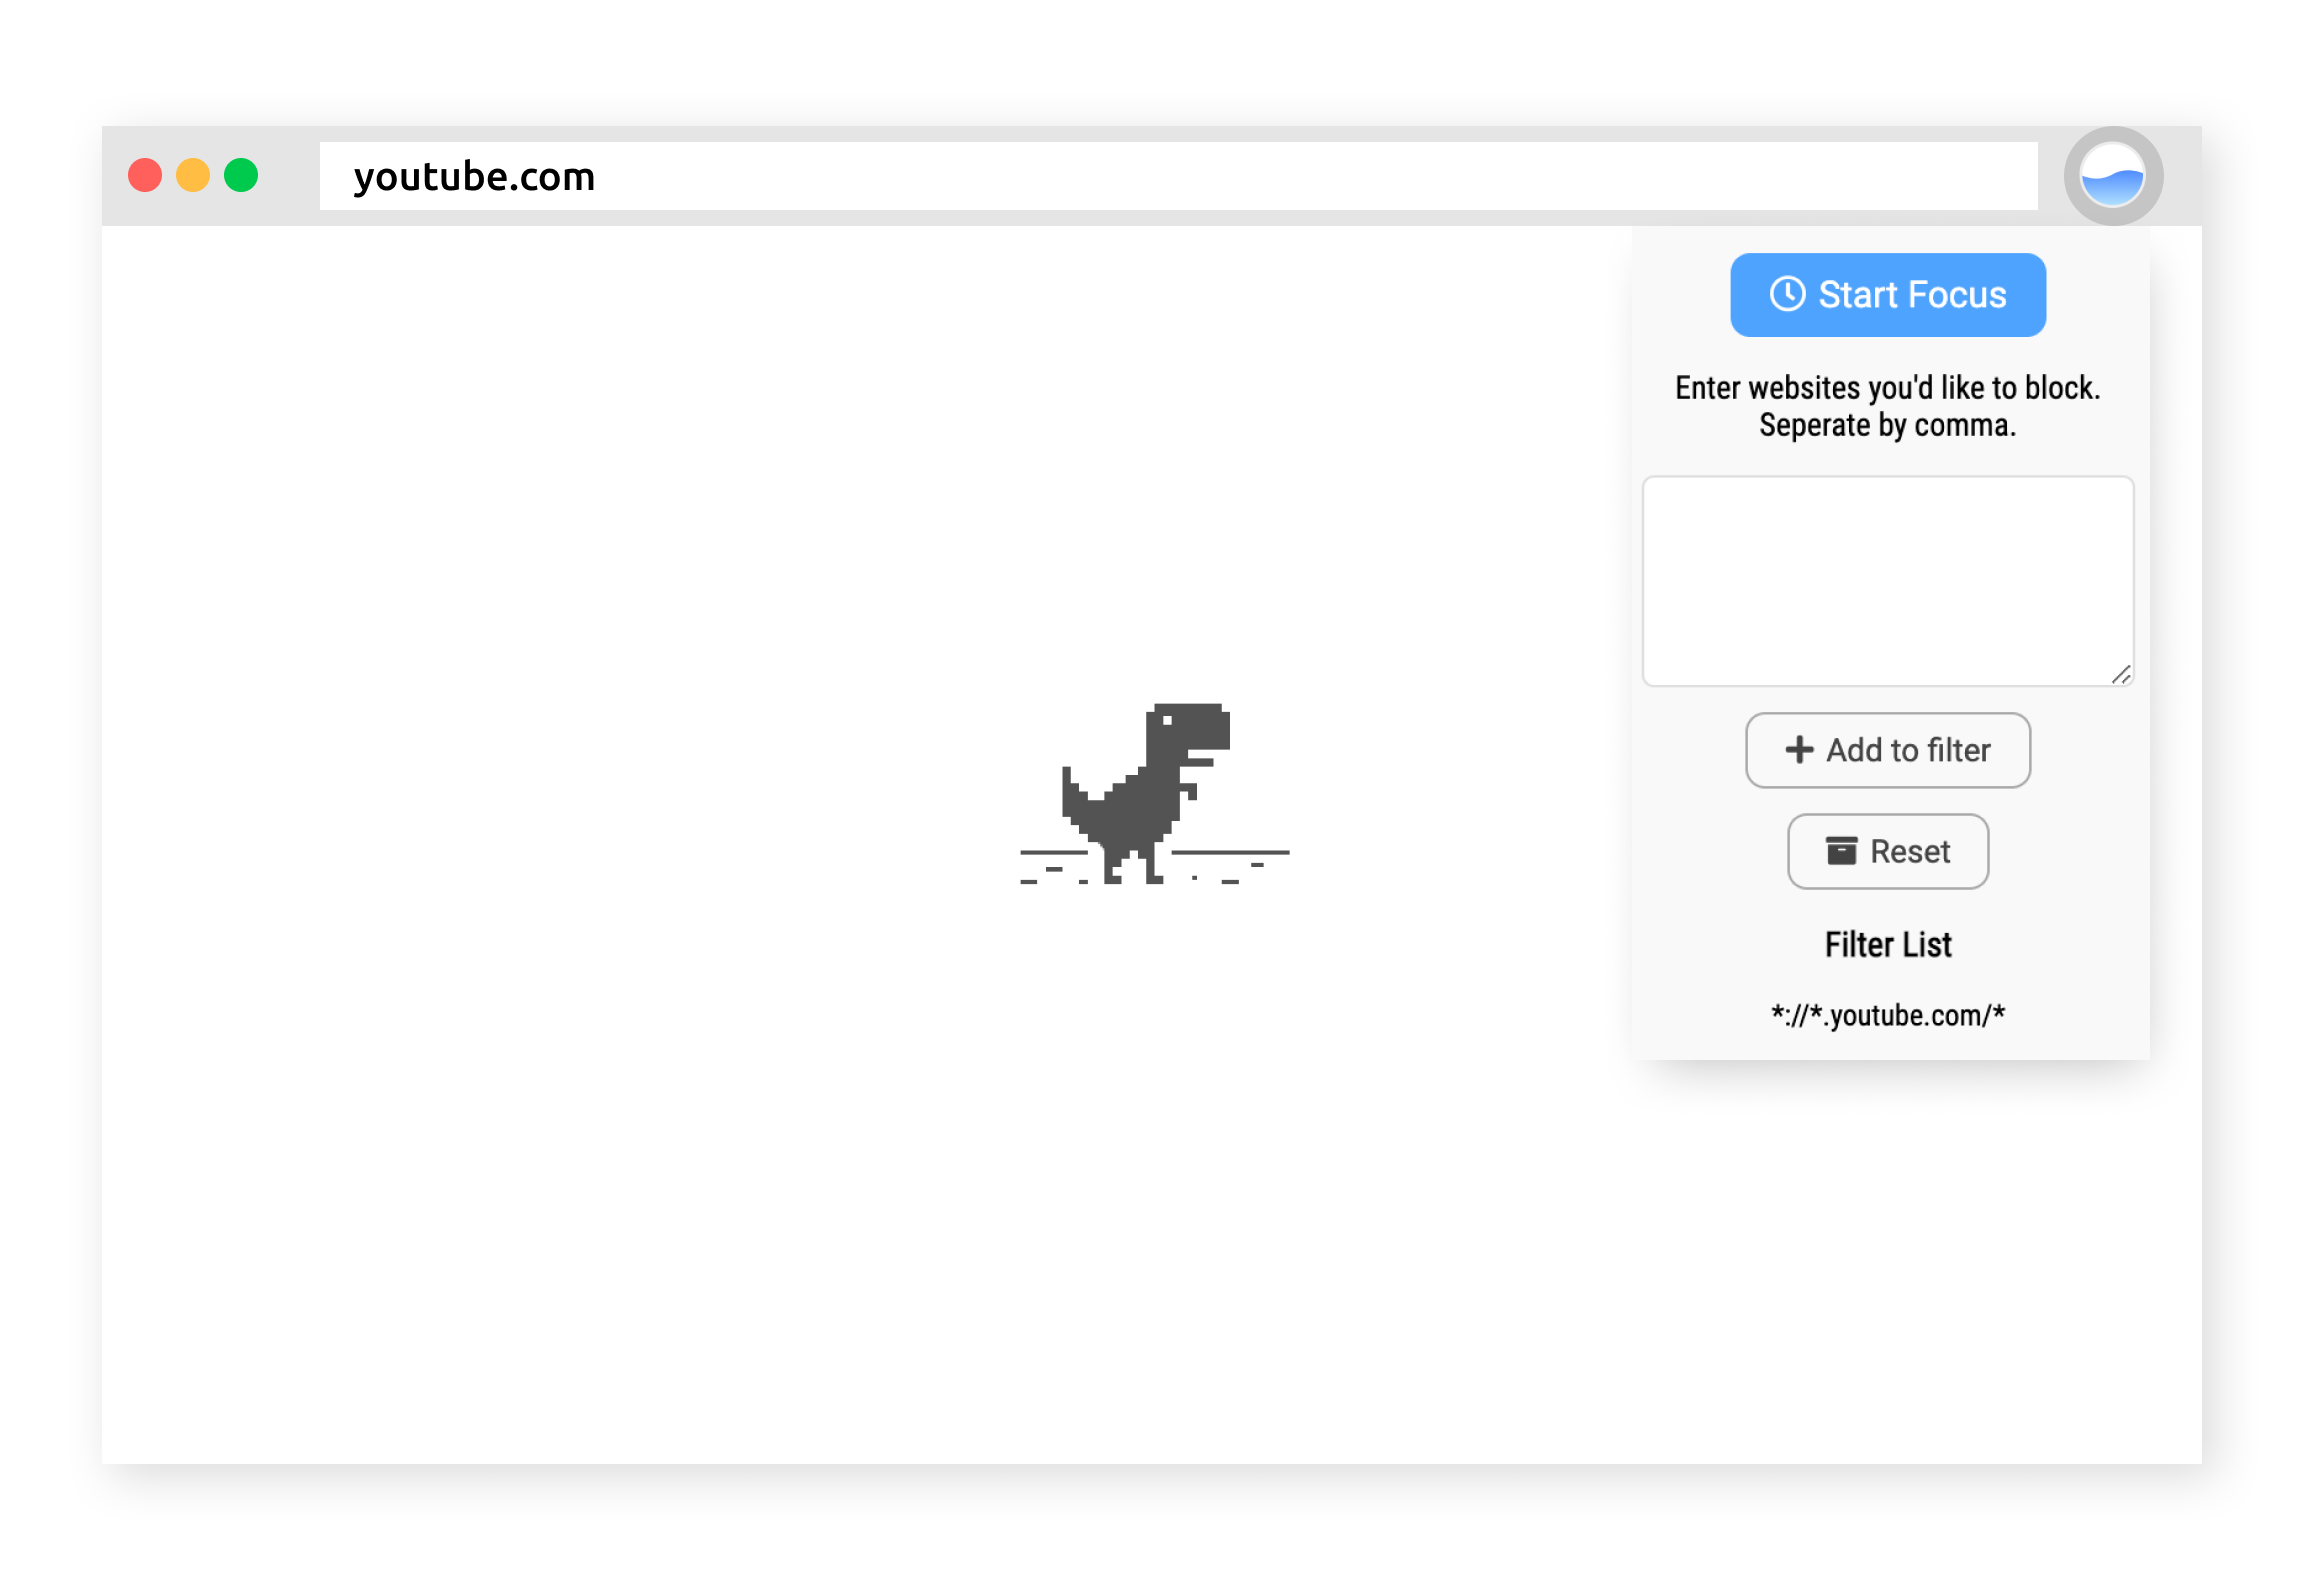 youtube.com
Start Focus
Enter websites you'd like to block.
Seperate by comma.
Add to filter
Reset
Filter List
*://*.youtube.com/*